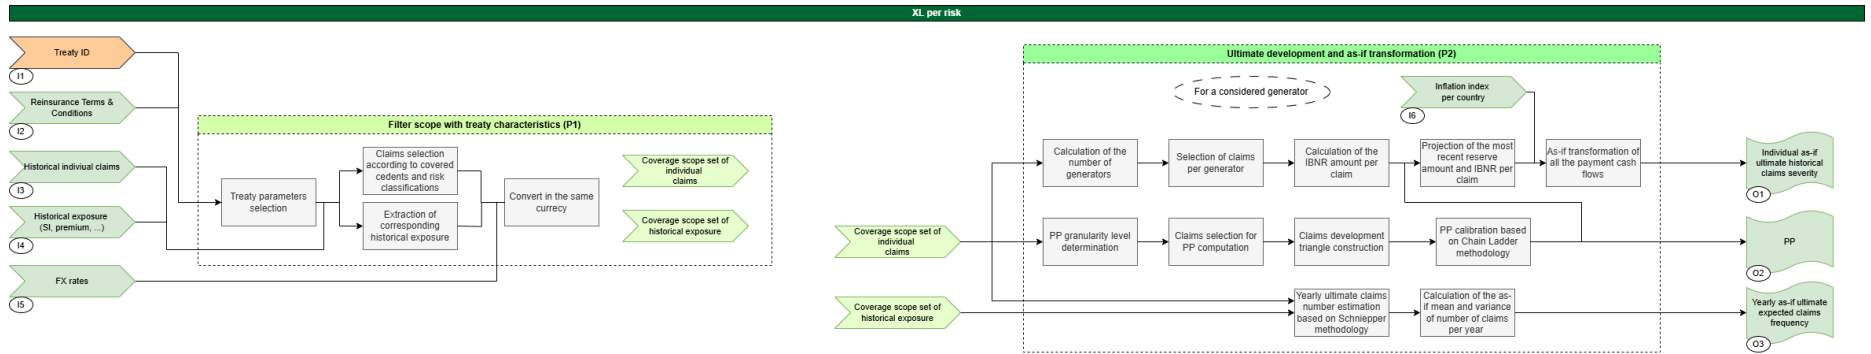 XL per risk
Treaty ID
I1
Reinsurance Terms &
Conditions
I2
Historical indiviual claims
I3
Historical exposure
(SI, premium, ...)
I4
FX rates
I5
Filter scope with treaty characteristics (P1)
Treaty parameters
selection
Claims selection
according to covered
cedents and risk
classifications
Extraction of
corresponding
historical exposure
Convert in the same
currecy
Coverage scope set of
individual
claims
Coverage scope set of
historical exposure
Coverage scope set of
individual
claims
Coverage scope set of
historical exposure
Ultimate development and as-if transformation (P2)
For a considered generator
Inflation index
per country
I6
Calculation of the
number of
generators
Selection of claims
per generator
Calculation of the
IBNR amount per
claim
Projection of the most
recent reserve
amount and IBNR per
claim
As-if transformation of
all the payment cash
flows
PP granularity level
determination
Claims selection for
PP computation
Claims development
triangle construction
PP calibration based
on Chain Ladder
methodology
Yearly ultimate claims
number estimation
based on Schnieper
methodology
Calculation of the as-
if mean and variance
of number of claims
per year
Individual as-if
ultimate historical
claims severity
O1
PP
O2
Yearly as-if ultimate
expected claims
frequency
O3